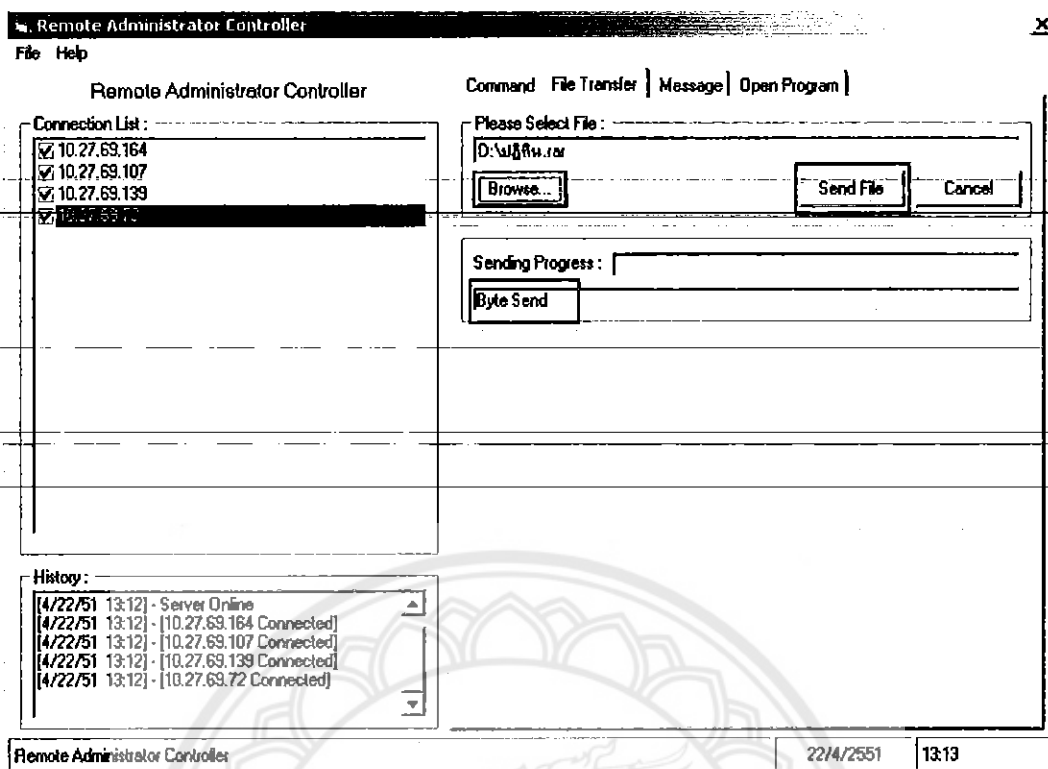 Remote Administrator Controller
File Help
Remote Administrator Controller
Connection List :
10.27.69.164
10.27.69.107
10.27.69.139
Command File Transfer Message Open Program
Please Select File :
Browse... Send File Cancel
Sending Progress :
Byte Send
History :
[4/22/51 13:12] - Server Online
[4/22/51 13:12] - [10.27.69.164 Connected]
[4/22/51 13:12] - [10.27.69.107 Connected]
[4/22/51 13:12] - [10.27.69.139 Connected]
[4/22/51 13:12] - [10.27.69.72 Connected]
Remote Administrator Controller 22/4/2551 13:13